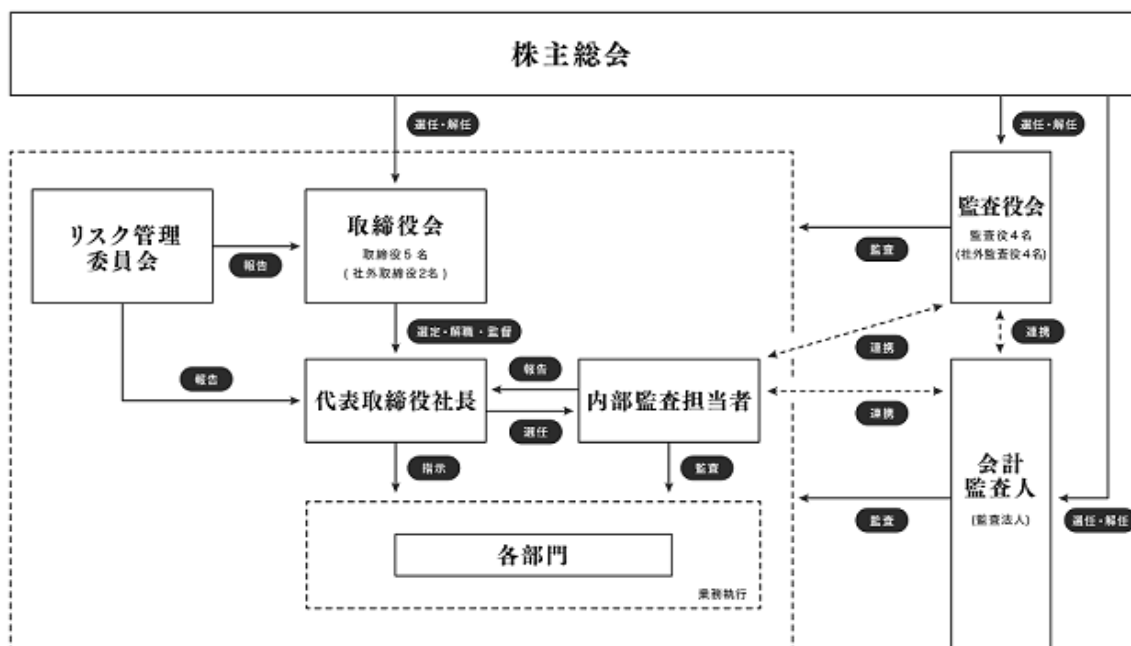 株主総会
選任・解任
選任・解任
リスク管理
委員会
報告
取締役会
取締役5名
(社外取締役2名)
監査役会
監査役4名
(社外監査役4名)
監査
選定・解職・監督
連携
連携
報告
報告
代表取締役社長
選任
内部監査担当者
連携
指示
監査
会計
監査人
(監査法人)
監査
選任・解任
各部門
業務執行